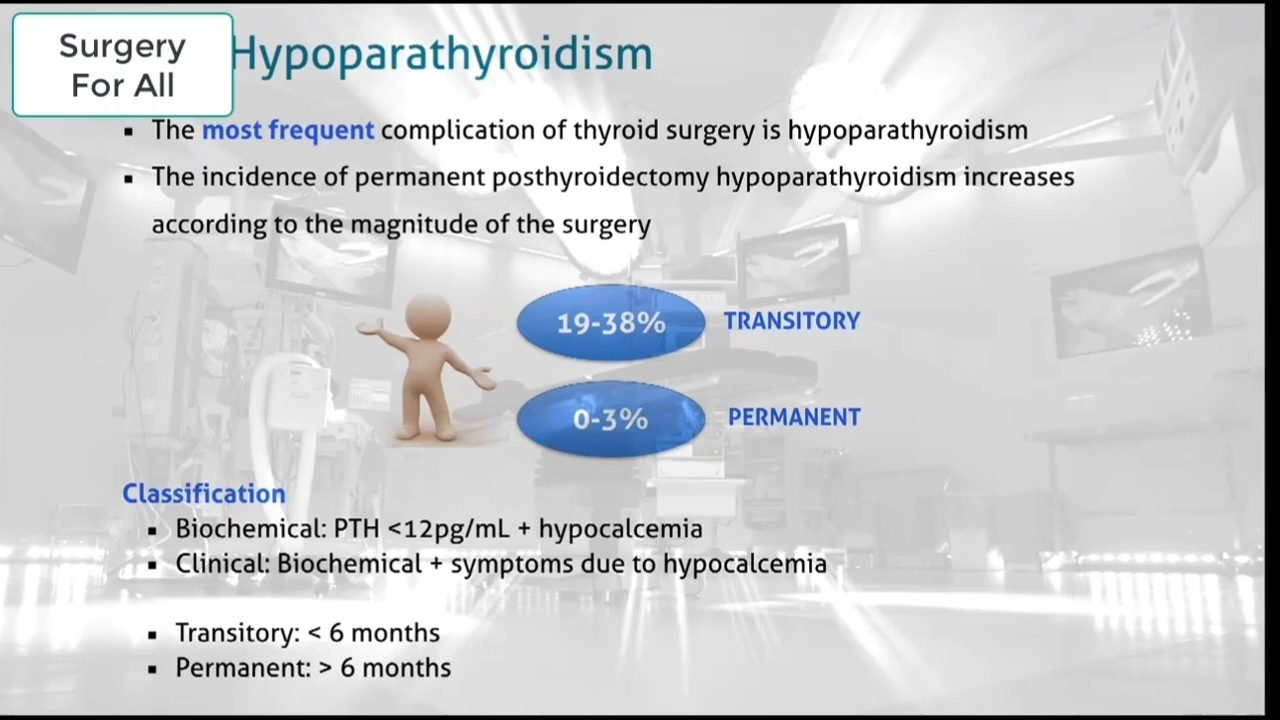 Surgery
For All
Hypoparathyroidism
▪ The most frequent complication of thyroid surgery is hypoparathyroidism
▪ The incidence of permanent posthyroidectomy hypoparathyroidism increases
according to the magnitude of the surgery
19-38% TRANSITORY
0-3% PERMANENT
Classification
▪ Biochemical: PTH <12pg/mL + hypocalcemia
▪ Clinical: Biochemical + symptoms due to hypocalcemia
▪ Transitory: < 6 months
▪ Permanent: > 6 months